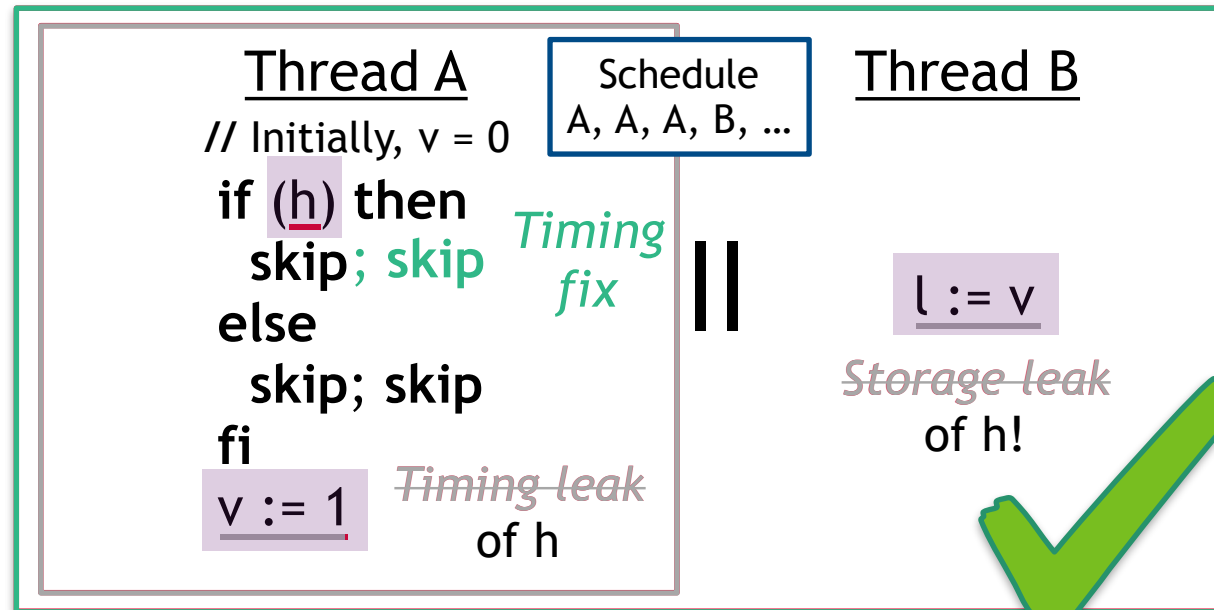 Thread A
Schedule
A, A, A, B, ...
Thread B
// Initially, v = 0
if (h) then
skip; skip
Timing
fix
else
skip; skip
fi
v := 1
Timing leak
of h
||
l := v
Storage leak
of h!